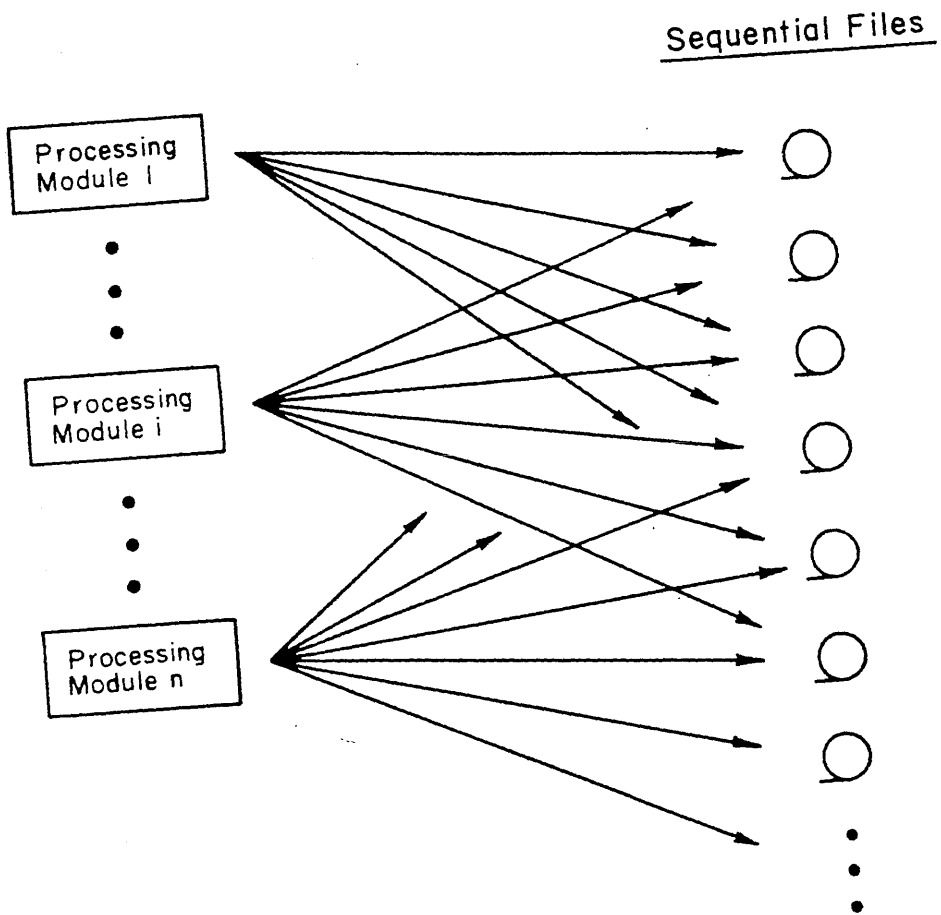 Sequential Files
Processing
Module 1
Processing
Module i
Processing
Module n